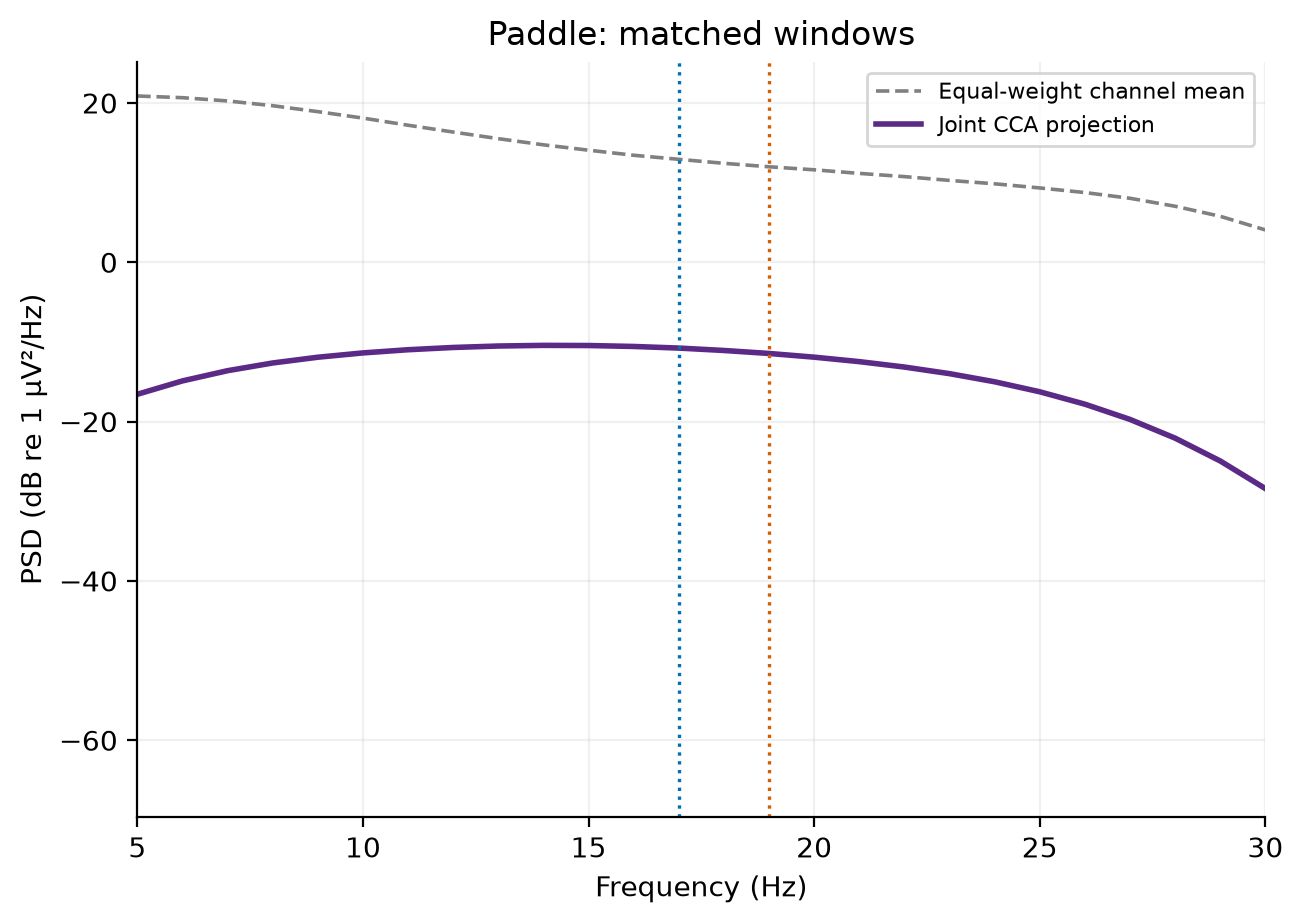 Paddle: matched windows
Equal-weight channel mean
Joint CCA projection
PSD (dB re 1 µV²/Hz)
20
0
−20
−40
−60
5
10
15
20
25
30
Frequency (Hz)